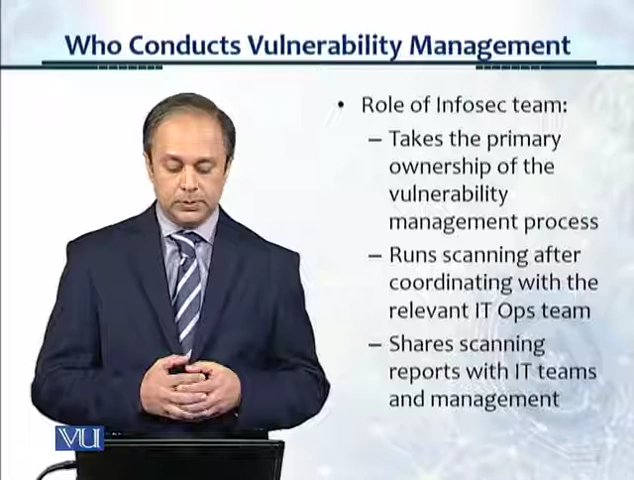 Who Conducts Vulnerability Management
• Role of Infosec team:
– Takes the primary
ownership of the
vulnerability
management process
– Runs scanning after
coordinating with the
relevant IT Ops team
– Shares scanning
reports with IT teams
and management
VU